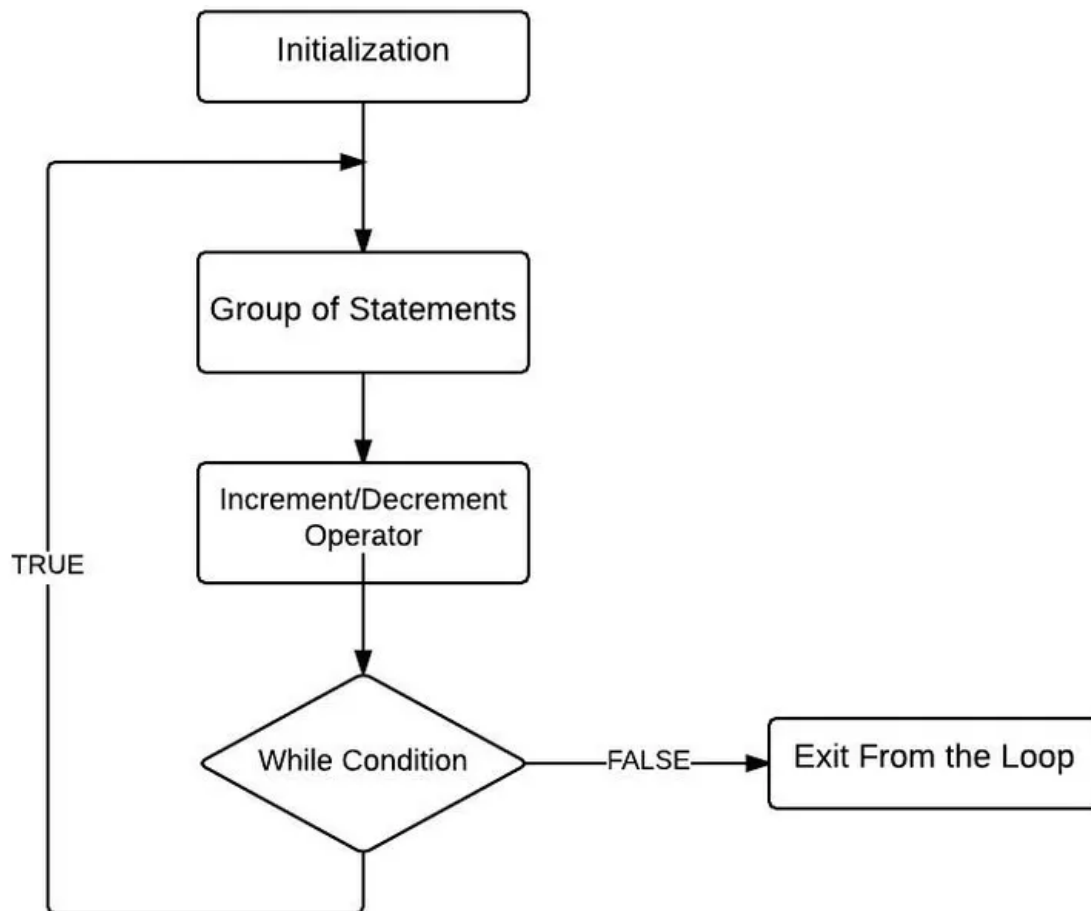 Initialization
Group of Statements
Increment/Decrement
Operator
TRUE
While Condition
FALSE
Exit From the Loop